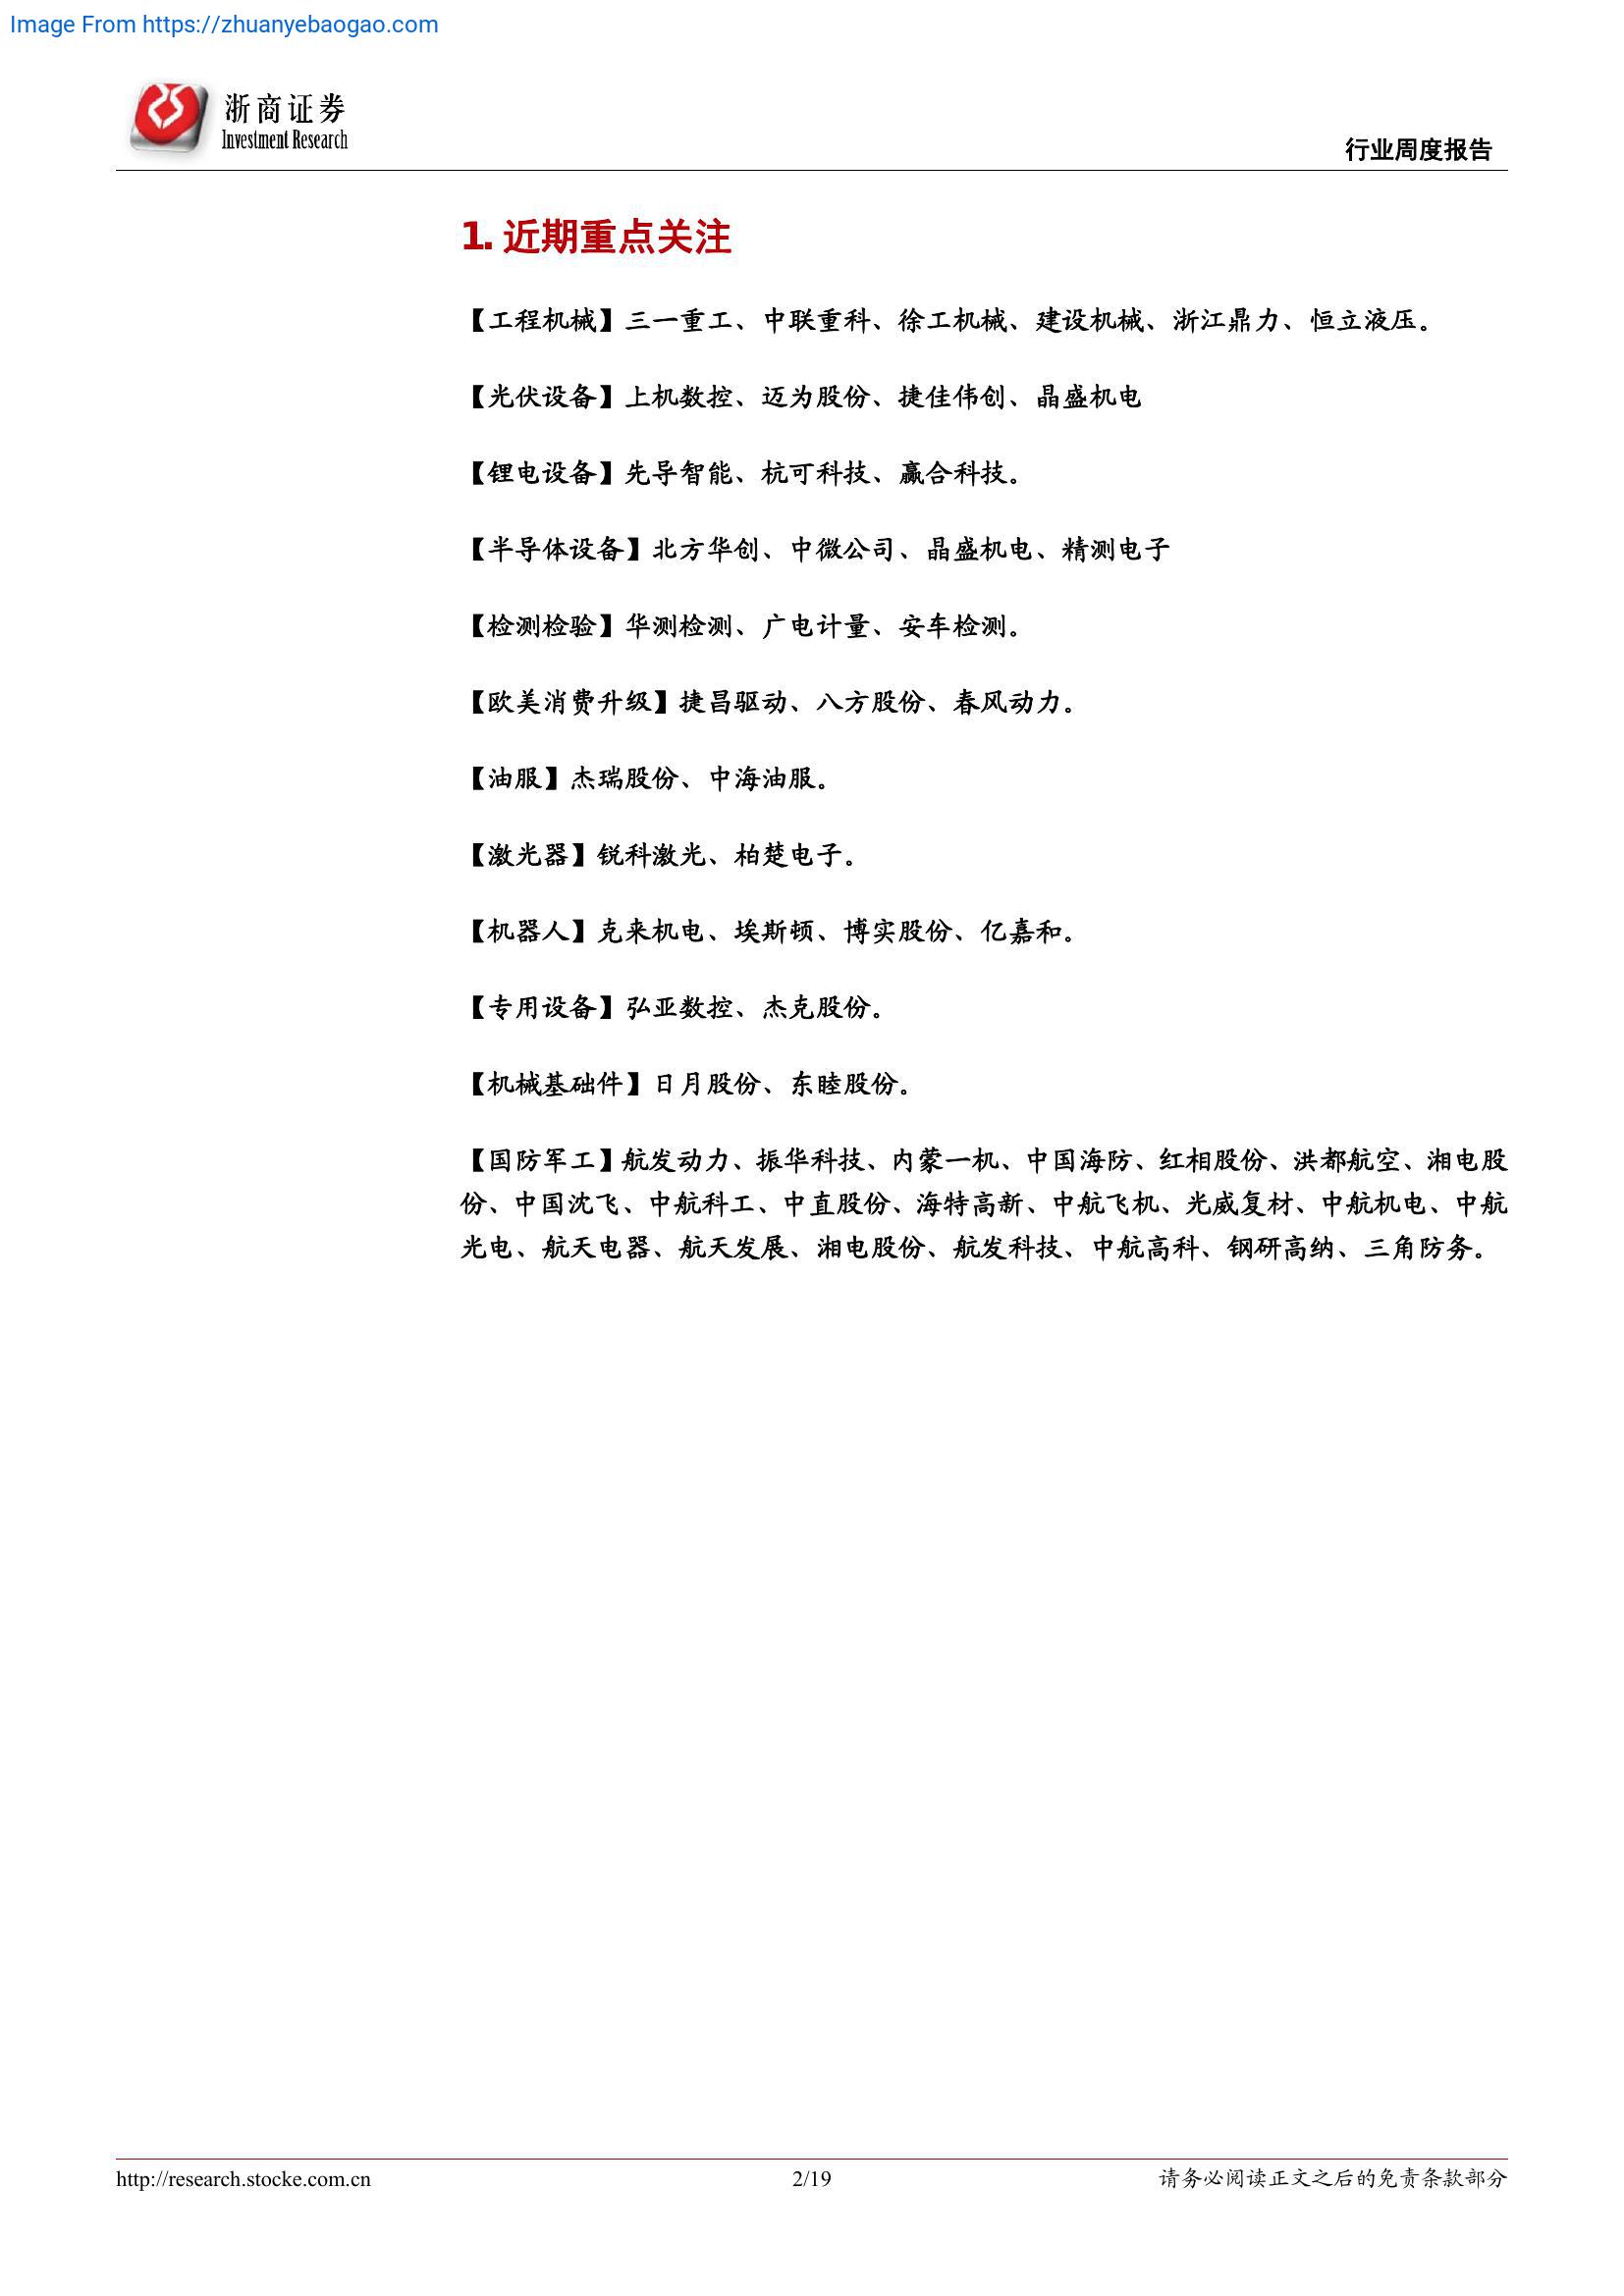 Image From https://zhuanyebaogao.com
浙商证券
Investment Research
行业周度报告
1. 近期重点关注
【工程机械】三一重工、中联重科、徐工机械、建设机械、浙江鼎力、恒立液压。
【光伏设备】上机数控、迈为股份、捷佳伟创、晶盛机电
【锂电设备】先导智能、杭可科技、赢合科技。
【半导体设备】北方华创、中微公司、晶盛机电、精测电子
【检测检验】华测检测、广电计量、安车检测。
【欧美消费升级】捷昌驱动、八方股份、春风动力。
【油服】杰瑞股份、中海油服。
【激光器】锐科激光、柏楚电子。
【机器人】克来机电、埃斯顿、博实股份、亿嘉和。
【专用设备】弘亚数控、杰克股份。
【机械基础件】日月股份、东睦股份。
【国防军工】航发动力、振华科技、内蒙一机、中国海防、红相股份、洪都航空、湘电股
份、中国沈飞、中航科工、中直股份、海特高新、中航飞机、光威复材、中航机电、中航
光电、航天电器、航天发展、湘电股份、航发科技、中航高科、钢研高纳、三角防务。
http://research.stocke.com.cn
2/19
请务必阅读正文之后的免责条款部分